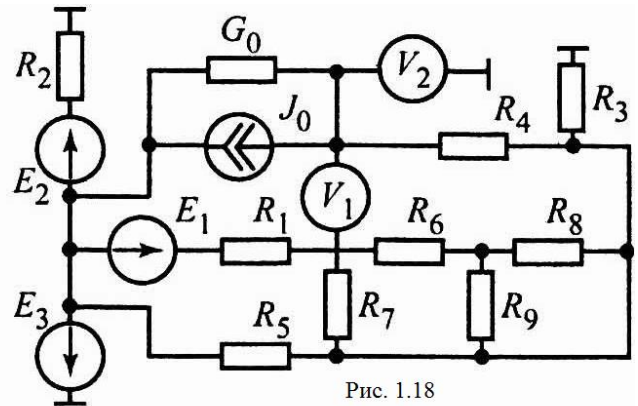 G₀
R₂
V₂
J₀
R₄
R₃
E₂
V₁
E₁
R₁
R₆
R₈
E₃
R₅
R₇
R₉
Рис. 1.18